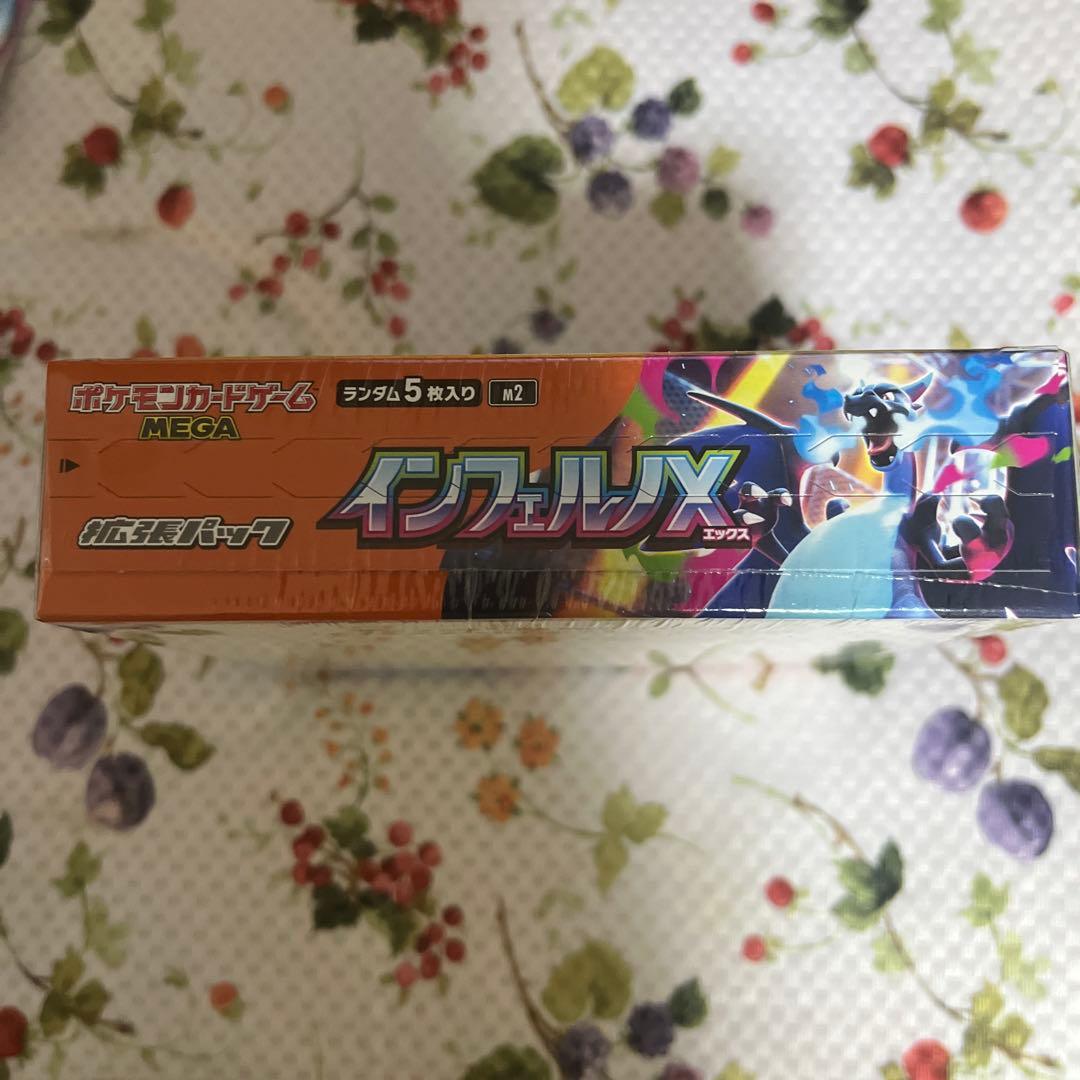 ポケモンカードゲーム
MEGA
ランダム5枚入り M2
インフェルノX
エックス
拡張パック